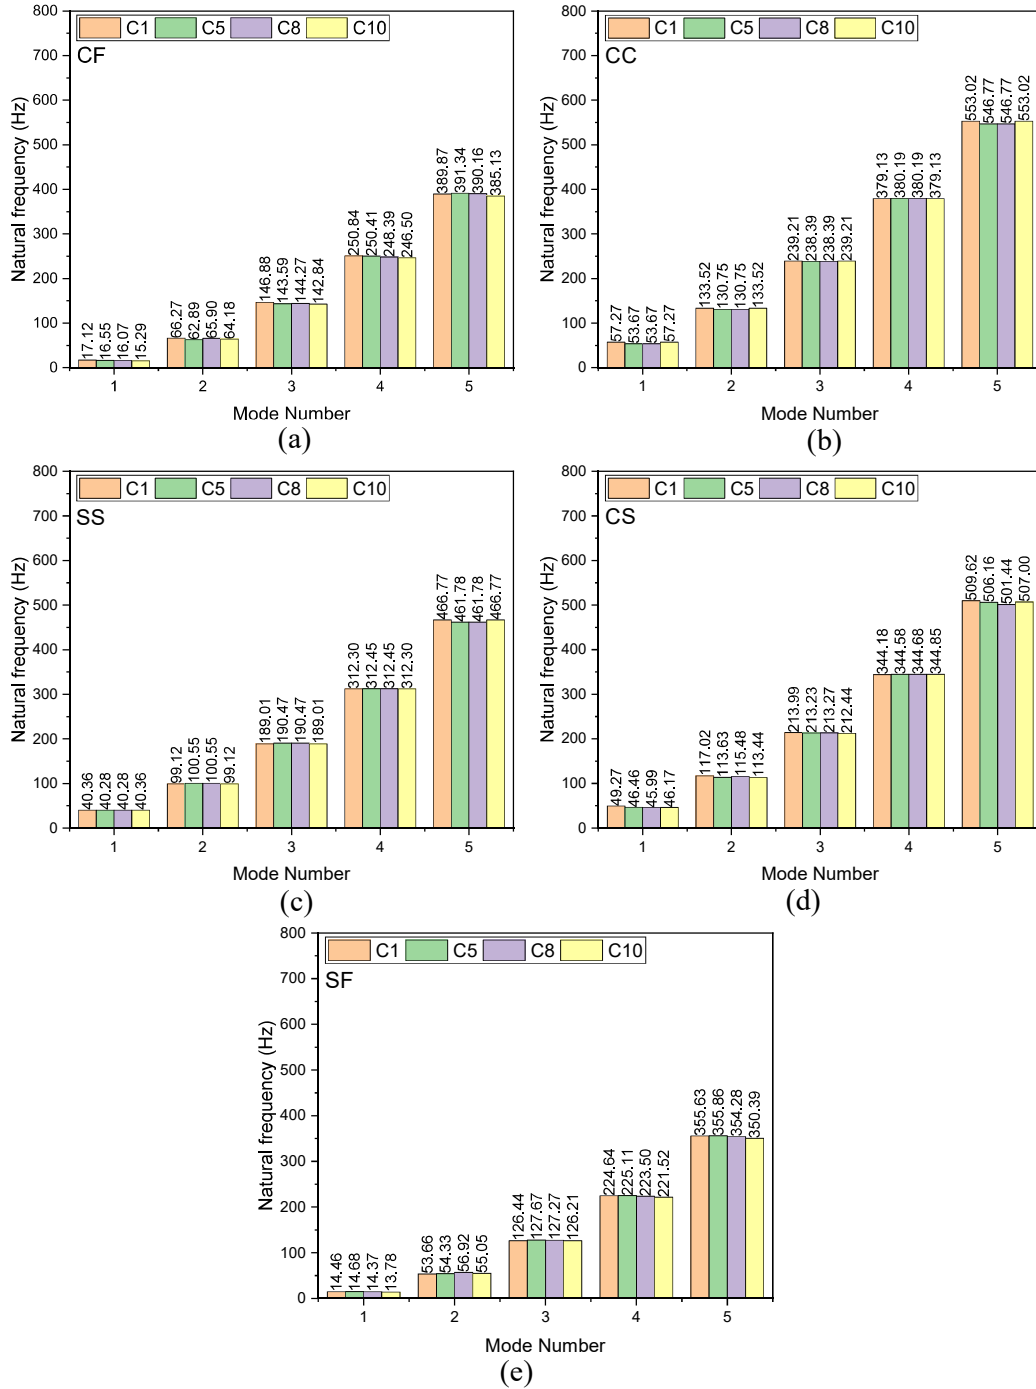 C1 C5 C8 C10
CF
Natural frequency (Hz)
800
700
600
500
400
300
200
100
0
17.12 16.55 16.07 15.29
66.27 62.89 65.90 64.18
146.88 143.59 144.27 142.84
250.84 250.41 248.39 246.50
389.87 391.34 390.16 385.13
1 2 3 4 5
Mode Number
(a)
C1 C5 C8 C10
CC
Natural frequency (Hz)
800
700
600
500
400
300
200
100
0
57.27 53.67 53.67 57.27
133.52 130.75 130.75 133.52
239.21 238.39 238.39 239.21
379.13 380.19 380.19 379.13
553.02 546.77 546.77 553.02
1 2 3 4 5
Mode Number
(b)
C1 C5 C8 C10
SS
Natural frequency (Hz)
800
700
600
500
400
300
200
100
0
40.36 40.28 40.28 40.36
99.12 100.55 100.55 99.12
189.01 190.47 190.47 189.01
312.30 312.45 312.45 312.30
466.77 461.78 461.78 466.77
1 2 3 4 5
Mode Number
(c)
C1 C5 C8 C10
CS
Natural frequency (Hz)
800
700
600
500
400
300
200
100
0
49.27 46.46 45.99 46.17
117.02 113.63 115.48 113.44
213.99 213.23 213.27 212.44
344.18 344.58 344.68 344.85
509.62 506.16 501.44 507.00
1 2 3 4 5
Mode Number
(d)
C1 C5 C8 C10
SF
Natural frequency (Hz)
800
700
600
500
400
300
200
100
0
14.46 14.68 14.37 13.78
53.66 54.33 56.92 55.05
126.44 127.67 127.27 126.21
224.64 225.11 223.50 221.52
355.63 355.86 354.28 350.39
1 2 3 4 5
Mode Number
(e)